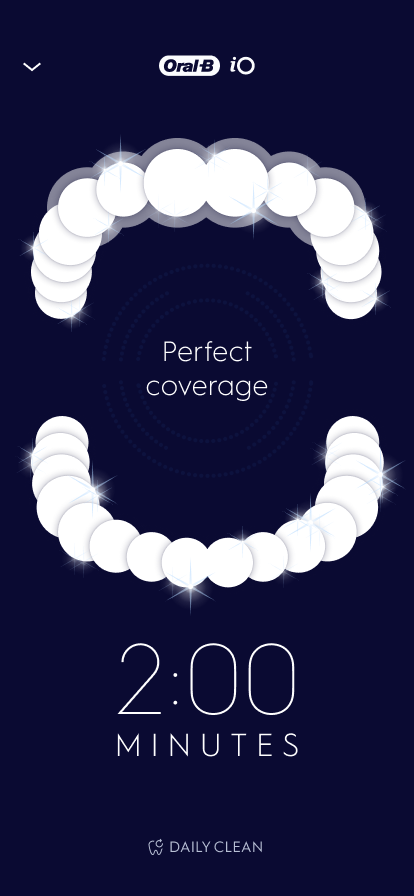 Oral-B iO
Perfect
coverage
2:00
MINUTES
DAILY CLEAN